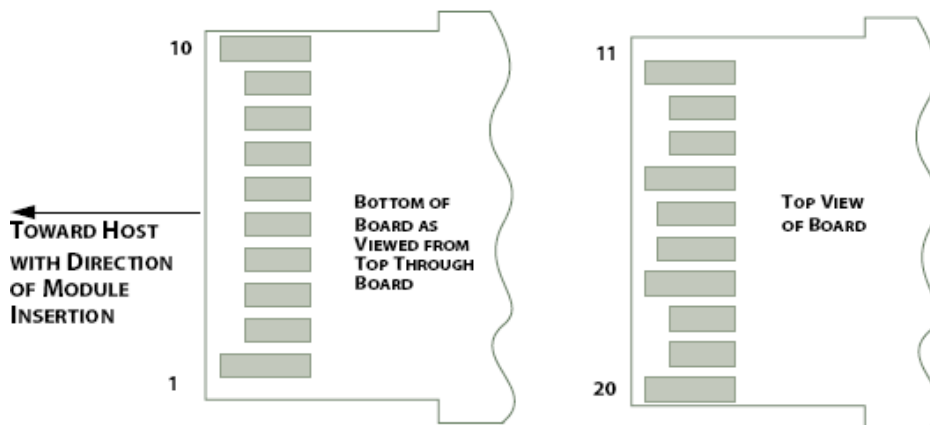 10
1
TOWARD HOST
WITH DIRECTION
OF MODULE
INSERTION
BOTTOM OF
BOARD AS
VIEWED FROM
TOP THROUGH
BOARD
11
20
TOP VIEW
OF BOARD